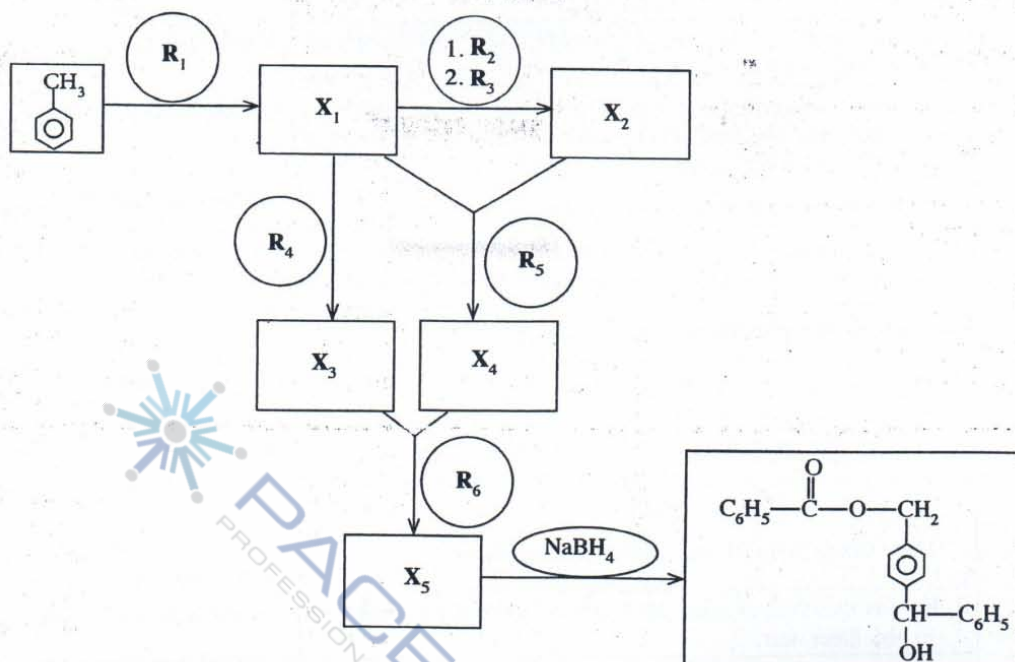 CH₃
R₁
X₁
1. R₂
2. R₃
X₂
R₄
R₅
X₃
X₄
R₆
X₅
NaBH₄
O
C₆H₅—C—O—CH₂
CH—C₆H₅
OH
PACE
PROFESSION